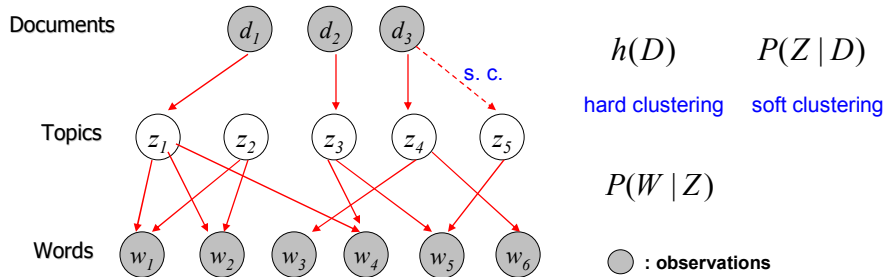 Documents d₁ d₂ d₃
h(D) P(Z | D)
s. c.
hard clustering soft clustering
Topics z₁ z₂ z₃ z₄ z₅
P(W | Z)
Words w₁ w₂ w₃ w₄ w₅ w₆
: observations